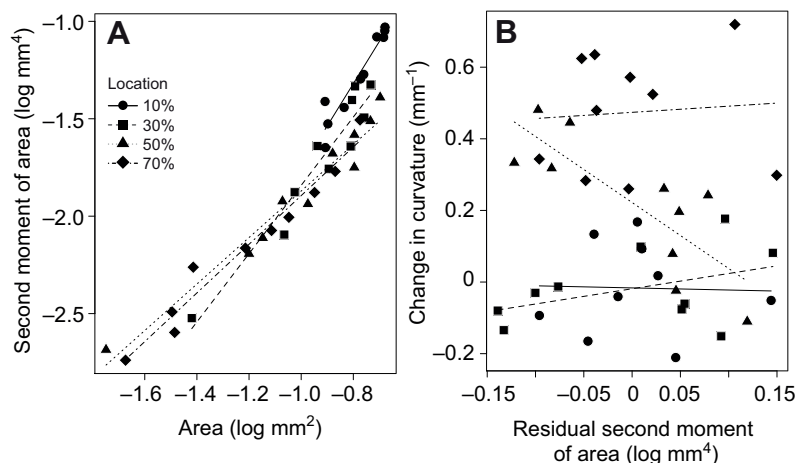 A
Second moment of area (log mm⁴)
−1.0
−1.5
−2.0
−2.5
Location
10%
30%
50%
70%
−1.6 −1.4 −1.2 −1.0 −0.8
Area (log mm²)
B
Change in curvature (mm⁻¹)
0.6
0.4
0.2
0
−0.2
−0.15 −0.05 0 0.05 0.15
Residual second moment
of area (log mm⁴)